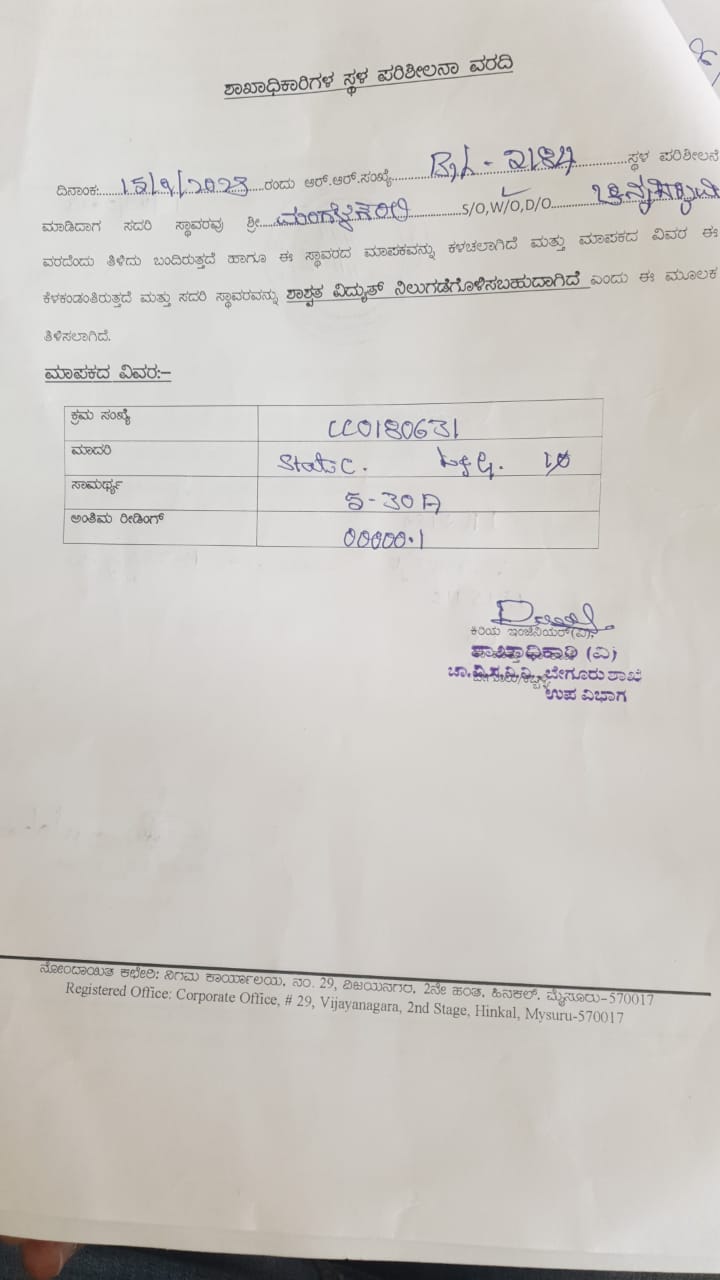 ಶಾಖಾಧಿಕಾರಿಗಳ ಸ್ಥಳ ಪರಿಶೀಲನಾ ವರದಿ
ದಿನಾಂಕ:......15/9/2023.....ರಂದು ಆರ್.ಆರ್.ಸಂಖ್ಯೆ..........BJL - 2184............ಸ್ಥಳ ಪರಿಶೀಲನೆ
ಮಾಡಿದಾಗ ಸದರಿ ಸ್ಥಾವರವು ಶ್ರೀ...............S/O,W/O,D/O...........
ವರದೆಂದು ತಿಳಿದು ಬಂದಿರುತ್ತದೆ ಹಾಗೂ ಈ ಸ್ಥಾವರದ ಮಾಪಕವನ್ನು ಕಳಚಲಾಗಿದೆ ಮತ್ತು ಮಾಪಕದ ವಿವರ ಈ
ಕೆಳಕಂಡಂತಿರುತ್ತದೆ ಮತ್ತು ಸದರಿ ಸ್ಥಾವರವನ್ನು ಶಾಶ್ವತ ವಿದ್ಯುತ್ ನಿಲುಗಡೆಗೊಳಿಸಬಹುದಾಗಿದೆ ಎಂದು ಈ ಮೂಲಕ
ತಿಳಿಸಲಾಗಿದೆ.
ಮಾಪಕದ ವಿವರ:–
ಕ್ರಮ ಸಂಖ್ಯೆ CC0180631
ಮಾದರಿ Static. 1Ø
ಸಾಮರ್ಥ್ಯ 5-30 A
ಅಂತಿಮ ರೀಡಿಂಗ್ 00000.1
ಕಿರಿಯ ಇಂಜಿನಿಯರ್(ವಿ),
ಶಾಖಾಧಿಕಾರಿ (ವಿ)
ಚಾ.ವಿ.ಸ.ನಿ.ನಿ., ಬೇಗೂರು ಶಾಖೆ
ಉಪ ವಿಭಾಗ
ನೋಂದಾಯಿತ ಕಛೇರಿ: ನಿಗಮ ಕಾರ್ಯಾಲಯ, ನಂ. 29, ವಿಜಯನಗರ, 2ನೇ ಹಂತ, ಹಿನಕಲ್, ಮೈಸೂರು-570017
Registered Office: Corporate Office, # 29, Vijayanagara, 2nd Stage, Hinkal, Mysuru-570017